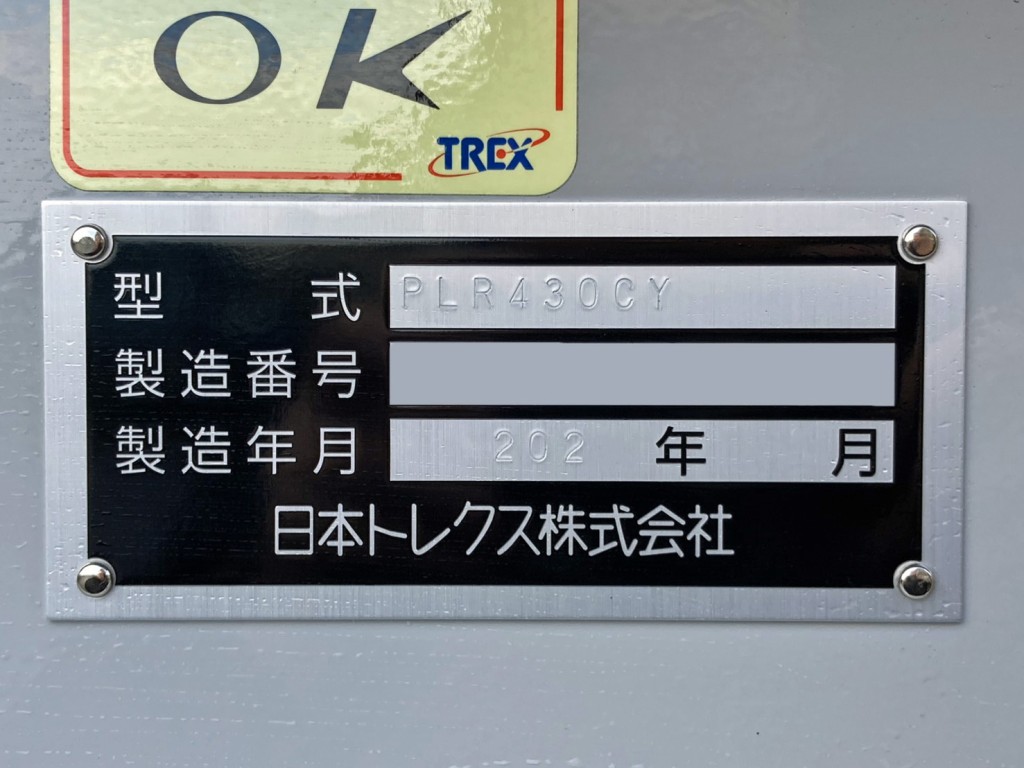 OK
TREX
型 式 PLR430CY
製造番号
製造年月 202 年 月
日本トレクス株式会社